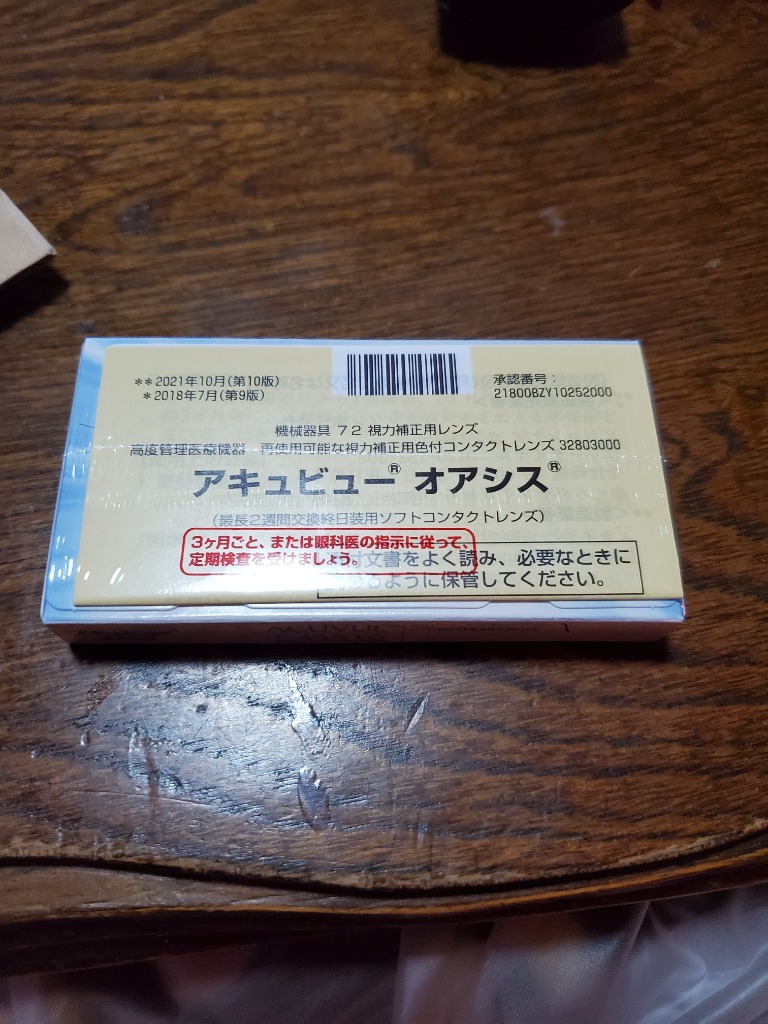 **2021年10月(第10版)
*2018年7月(第9版)
承認番号：
21800BZY10252000
機械器具 72 視力補正用レンズ
高度管理医療機器 再使用可能な視力補正用色付コンタクトレンズ 32803000
アキュビュー® オアシス®
(最長2週間交換終日装用ソフトコンタクトレンズ)
3ヶ月ごと、または眼科医の指示に従って、
定期検査を受けましょう。
文書をよく読み、必要なときに
ように保管してください。
ACUVUE